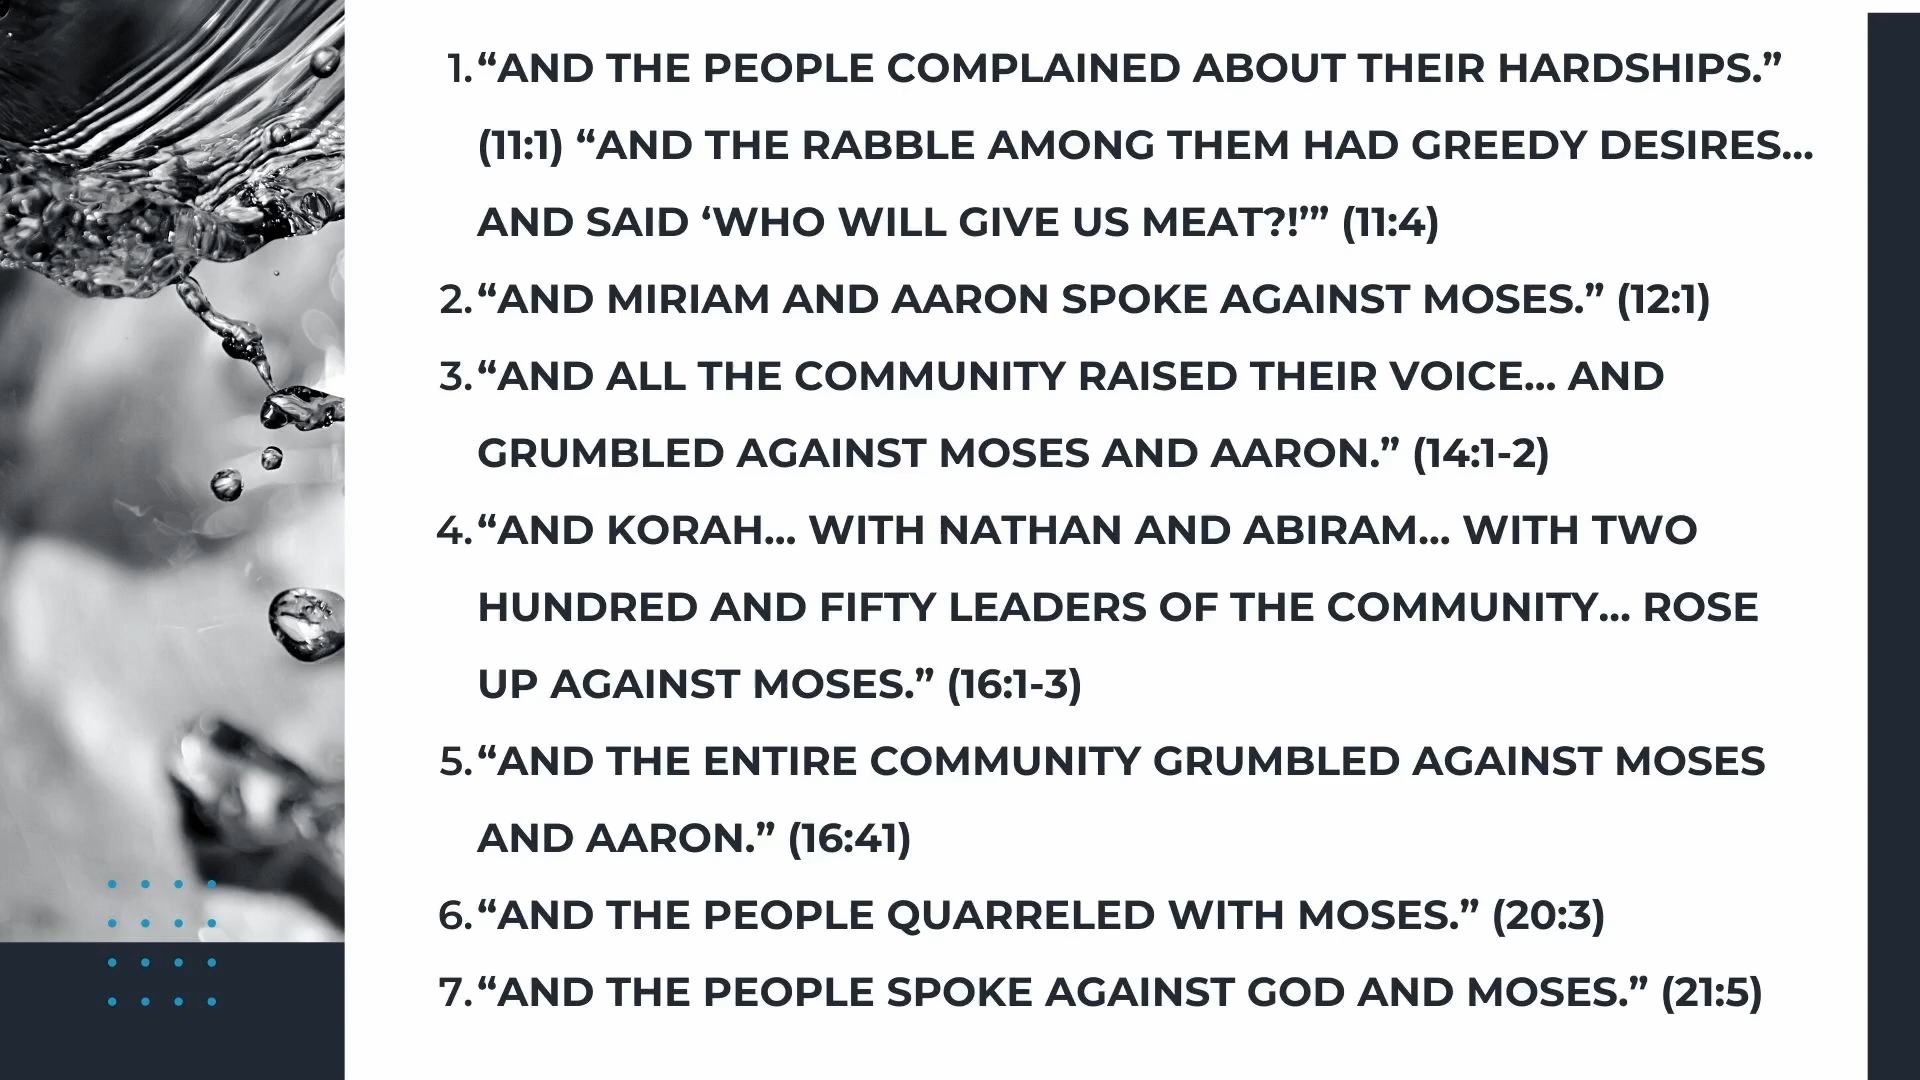 1. “AND THE PEOPLE COMPLAINED ABOUT THEIR HARDSHIPS.”
(11:1) “AND THE RABBLE AMONG THEM HAD GREEDY DESIRES...
AND SAID ‘WHO WILL GIVE US MEAT?!’” (11:4)
2. “AND MIRIAM AND AARON SPOKE AGAINST MOSES.” (12:1)
3. “AND ALL THE COMMUNITY RAISED THEIR VOICE... AND
GRUMBLED AGAINST MOSES AND AARON.” (14:1-2)
4. “AND KORAH... WITH NATHAN AND ABIRAM... WITH TWO
HUNDRED AND FIFTY LEADERS OF THE COMMUNITY... ROSE
UP AGAINST MOSES.” (16:1-3)
5. “AND THE ENTIRE COMMUNITY GRUMBLED AGAINST MOSES
AND AARON.” (16:41)
6. “AND THE PEOPLE QUARRELED WITH MOSES.” (20:3)
7. “AND THE PEOPLE SPOKE AGAINST GOD AND MOSES.” (21:5)